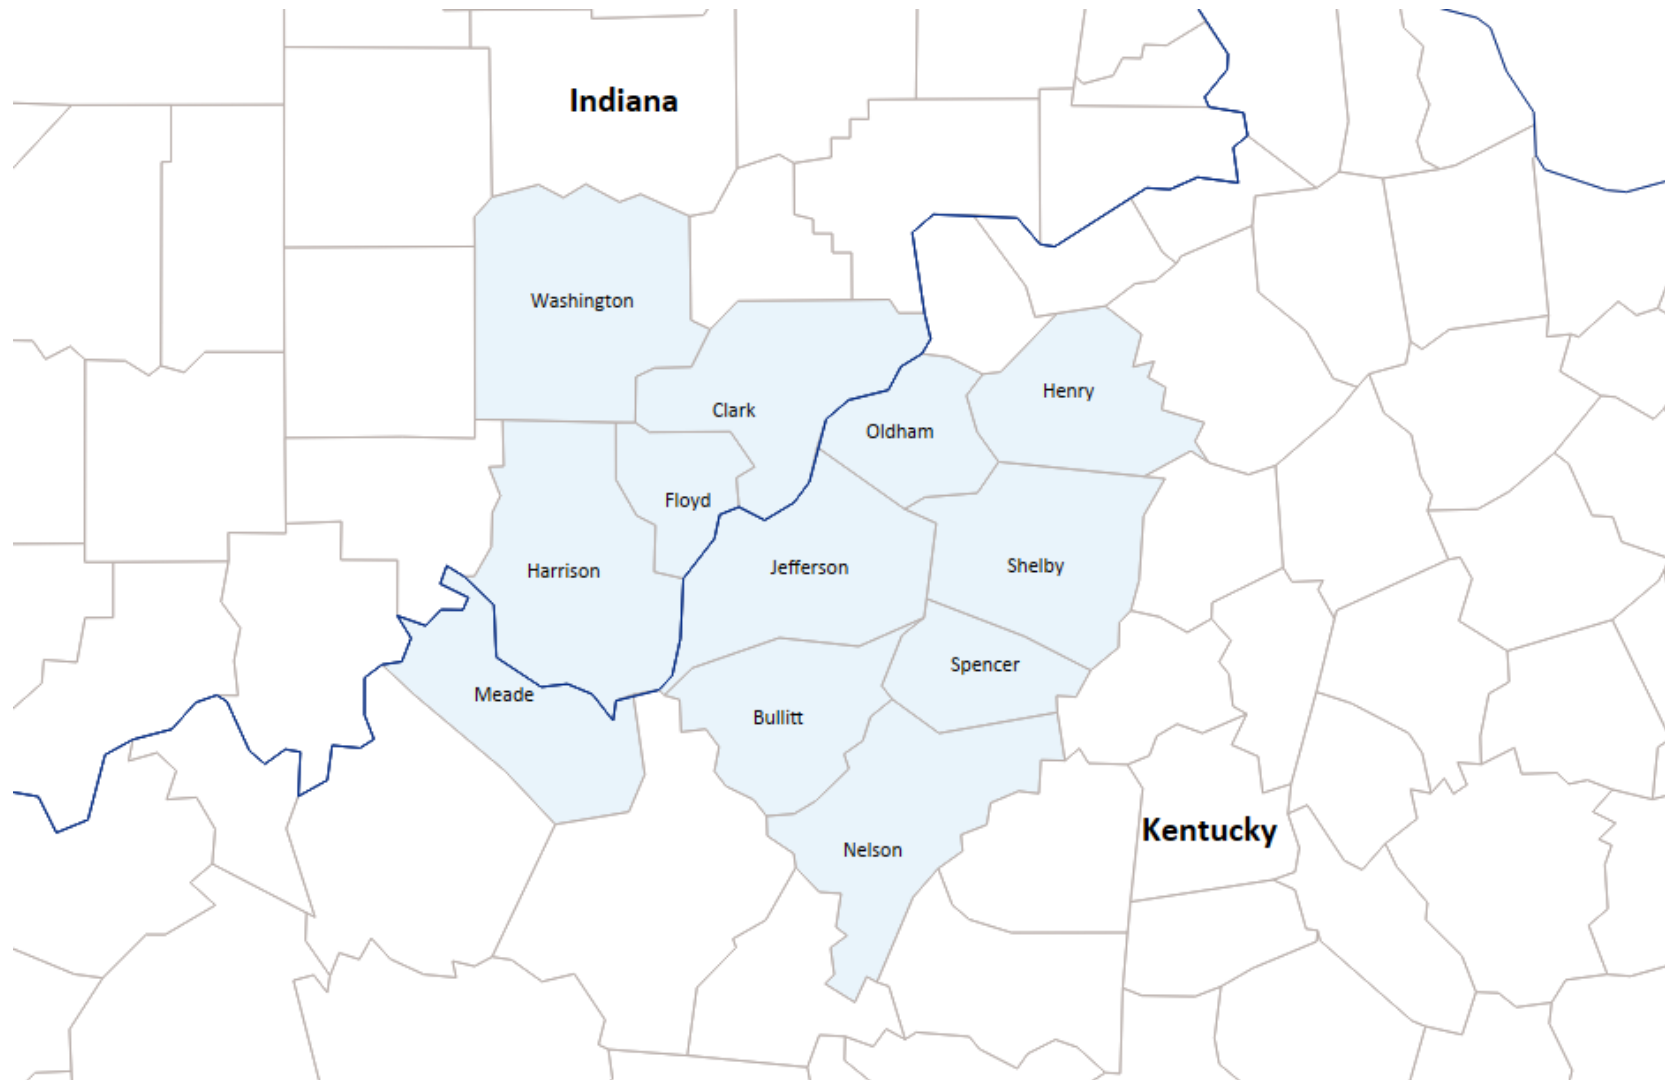 Indiana
Washington
Henry
Clark
Oldham
Floyd
Shelby
Jefferson
Harrison
Spencer
Meade
Bullitt
Kentucky
Nelson